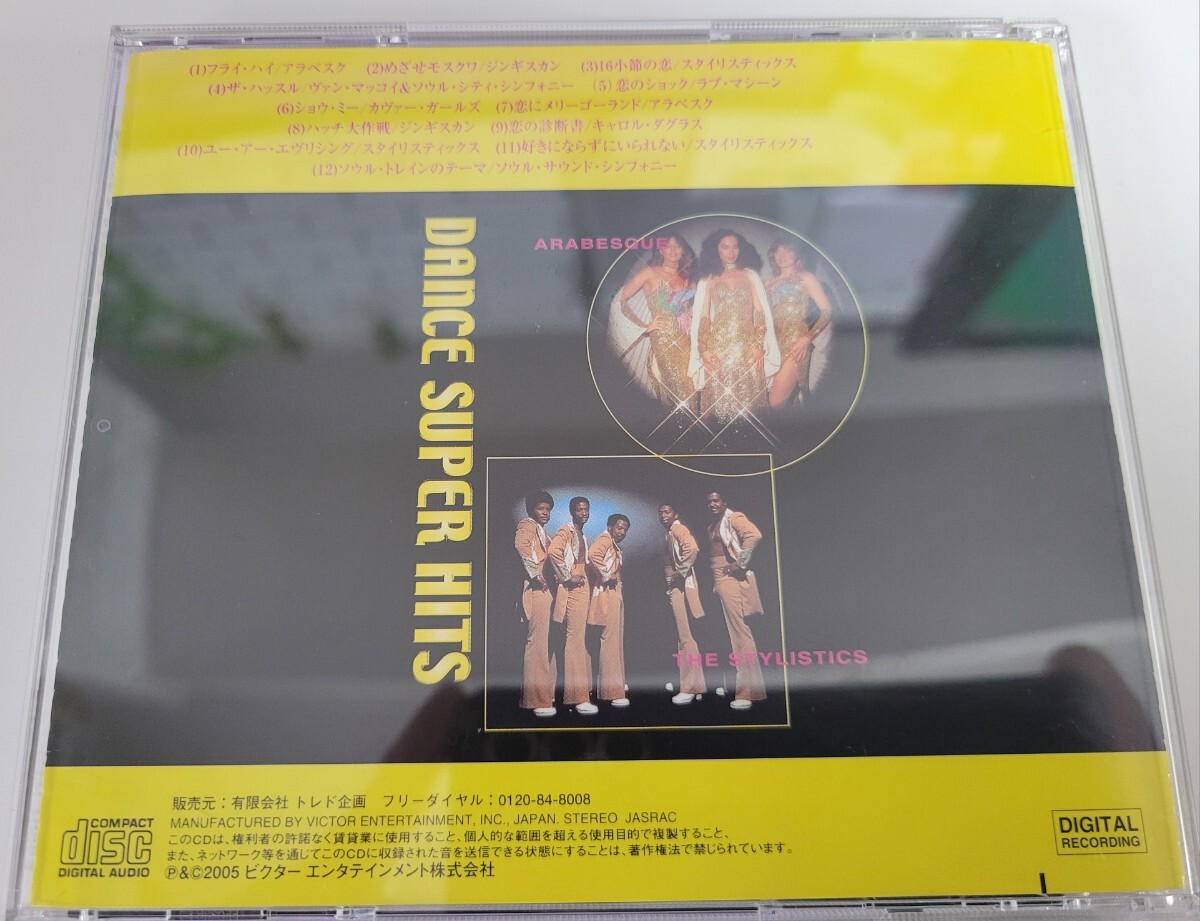 (1)フライ・ハイ/アラベスク (2)めざせモスクワ/ジンギスカン (3)16小節の恋/スタイリスティックス
(4)ザ・ハッスル/ヴァン・マッコイ&ソウル・シティ・シンフォニー (5)恋のショック/ラブ・マシーン
(6)ショウ・ミー/カヴァー・ガールズ (7)恋にメリーゴーランド/アラベスク
(8)ハッチ大作戦/ジンギスカン (9)恋の診断書/キャロル・ダグラス
(10)ユー・アー・エヴリシング/スタイリスティックス (11)好きにならずにいられない/スタイリスティックス
(12)ソウル・トレインのテーマ/ソウル・サウンド・シンフォニー
DANCE SUPER HITS
ARABESQUE
THE STYLISTICS
販売元:有限会社 トレド企画 フリーダイヤル:0120-84-8008
MANUFACTURED BY VICTOR ENTERTAINMENT, INC., JAPAN. STEREO JASRAC
このCDは、権利者の許諾なく賃貸業に使用すること、個人的な範囲を超える使用目的で複製すること、
また、ネットワーク等を通じてこのCDに収録された音を送信できる状態にすることは、著作権法で禁じられています。
℗&©2005 ビクター エンタテインメント株式会社
COMPACT
disc
DIGITAL AUDIO
DIGITAL
RECORDING